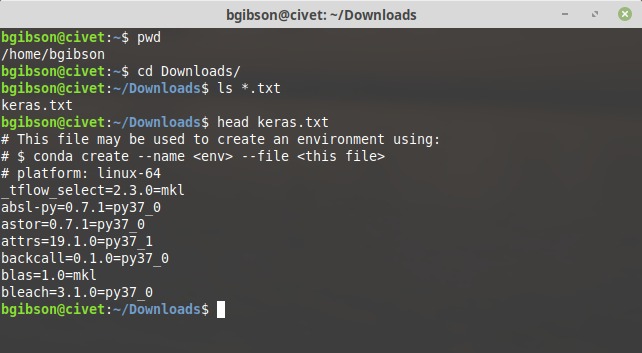 bgibson@civet: ~/Downloads
bgibson@civet:~$ pwd
/home/bgibson
bgibson@civet:~$ cd Downloads/
bgibson@civet:~/Downloads$ ls *.txt
keras.txt
bgibson@civet:~/Downloads$ head keras.txt
# This file may be used to create an environment using:
# $ conda create --name <env> --file <this file>
# platform: linux-64
_tflow_select=2.3.0=mkl
absl-py=0.7.1=py37_0
astor=0.7.1=py37_0
attrs=19.1.0=py37_1
backcall=0.1.0=py37_0
blas=1.0=mkl
bleach=3.1.0=py37_0
bgibson@civet:~/Downloads$